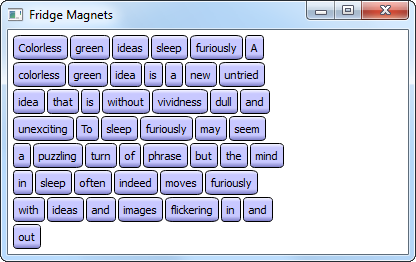 Fridge Magnets
Colorless green ideas sleep furiously A
colorless green idea is a new untried
idea that is without vividness dull and
unexciting To sleep furiously may seem
a puzzling turn of phrase but the mind
in sleep often indeed moves furiously
with ideas and images flickering in and
out